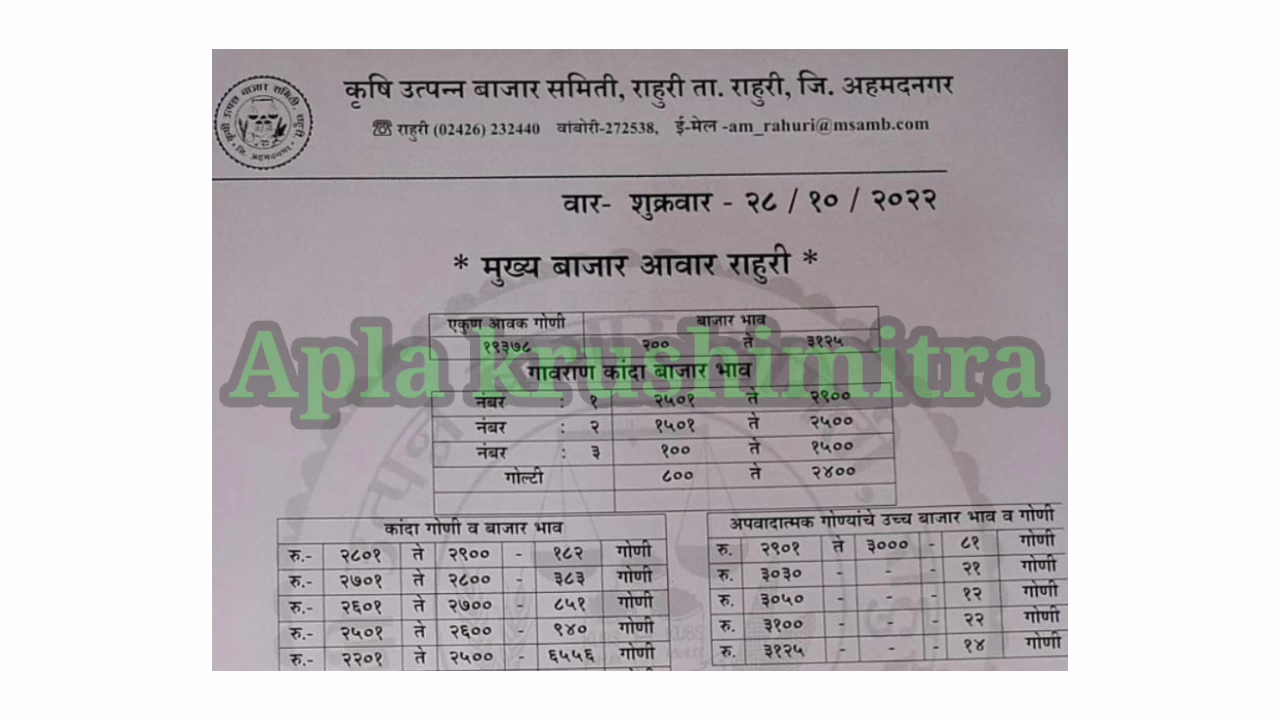 कृषि उत्पन्न बाजार समिती, राहुरी ता. राहुरी, जि. अहमदनगर
राहुरी (02426) 232440 वांबोरी-272538, ई-मेल -am_rahuri@msamb.com
वार- शुक्रवार - २८ / १० / २०२२
* मुख्य बाजार आवार राहुरी *
एकुण आवक गोणी बाजार भाव
१९३७८ २०० ते ३१२५
Apla krushimitra
गावराण कांदा बाजार भाव
नंबर : १ २५०१ ते २९००
नंबर : २ १५०१ ते २५००
नंबर : ३ १०० ते १५००
गोल्टी ८०० ते २४००
कांदा गोणी व बाजार भाव
रु.- २८०१ ते २९०० - १८२ गोणी
रु.- २७०१ ते २८०० - ३८३ गोणी
रु.- २६०१ ते २७०० - ८५१ गोणी
रु.- २५०१ ते २६०० - ९४० गोणी
रु.- २२०१ ते २५०० - ६५५६ गोणी
अपवादात्मक गोण्यांचे उच्च बाजार भाव व गोणी
रु. २९०१ ते ३००० - ८१ गोणी
रु. ३०३० - - - २१ गोणी
रु. ३०५० - - - १२ गोणी
रु. ३१०० - - - २२ गोणी
रु. ३१२५ - - - १४ गोणी